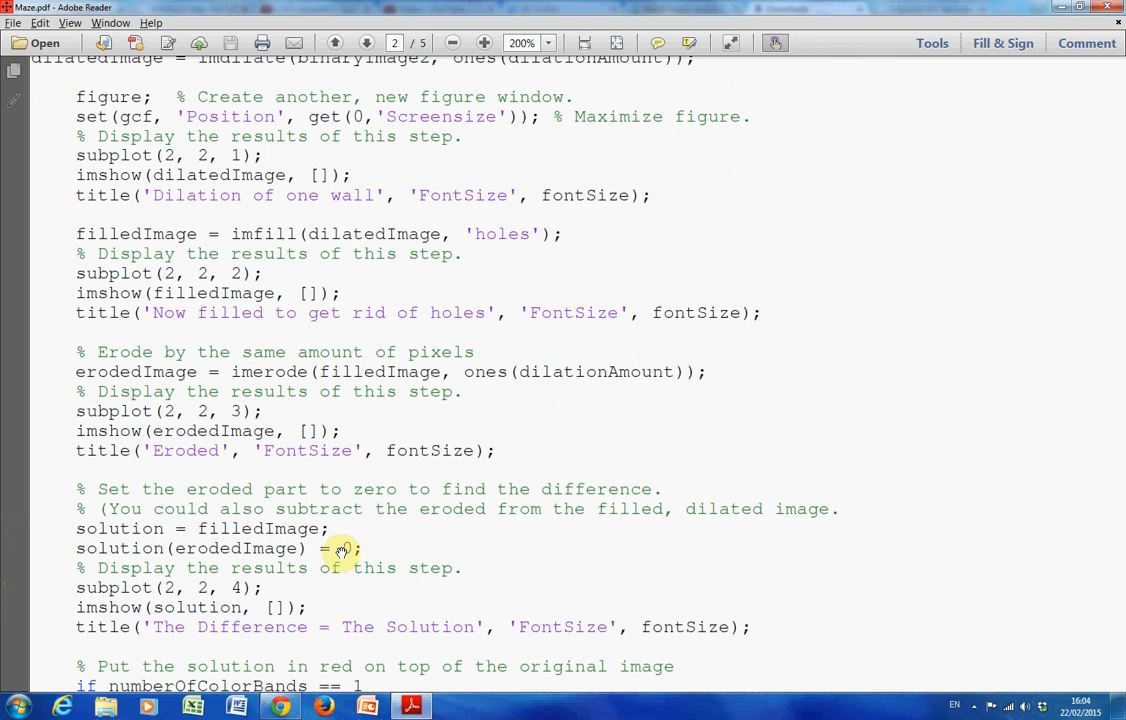 Maze.pdf - Adobe Reader
File Edit View Window Help
Open 2 / 5 200% Tools Fill & Sign Comment
dilatedImage = imdilate(binaryImage2, ones(dilationAmount));
figure;  % Create another, new figure window.
set(gcf, 'Position', get(0,'Screensize')); % Maximize figure.
% Display the results of this step.
subplot(2, 2, 1);
imshow(dilatedImage, []);
title('Dilation of one wall', 'FontSize', fontSize);
filledImage = imfill(dilatedImage, 'holes');
% Display the results of this step.
subplot(2, 2, 2);
imshow(filledImage, []);
title('Now filled to get rid of holes', 'FontSize', fontSize);
% Erode by the same amount of pixels
erodedImage = imerode(filledImage, ones(dilationAmount));
% Display the results of this step.
subplot(2, 2, 3);
imshow(erodedImage, []);
title('Eroded', 'FontSize', fontSize);
% Set the eroded part to zero to find the difference.
% (You could also subtract the eroded from the filled, dilated image.
solution = filledImage;
solution(erodedImage) = 0;
% Display the results of this step.
subplot(2, 2, 4);
imshow(solution, []);
title('The Difference = The Solution', 'FontSize', fontSize);
% Put the solution in red on top of the original image
if numberOfColorBands == 1
EN 16:04
22/02/2015